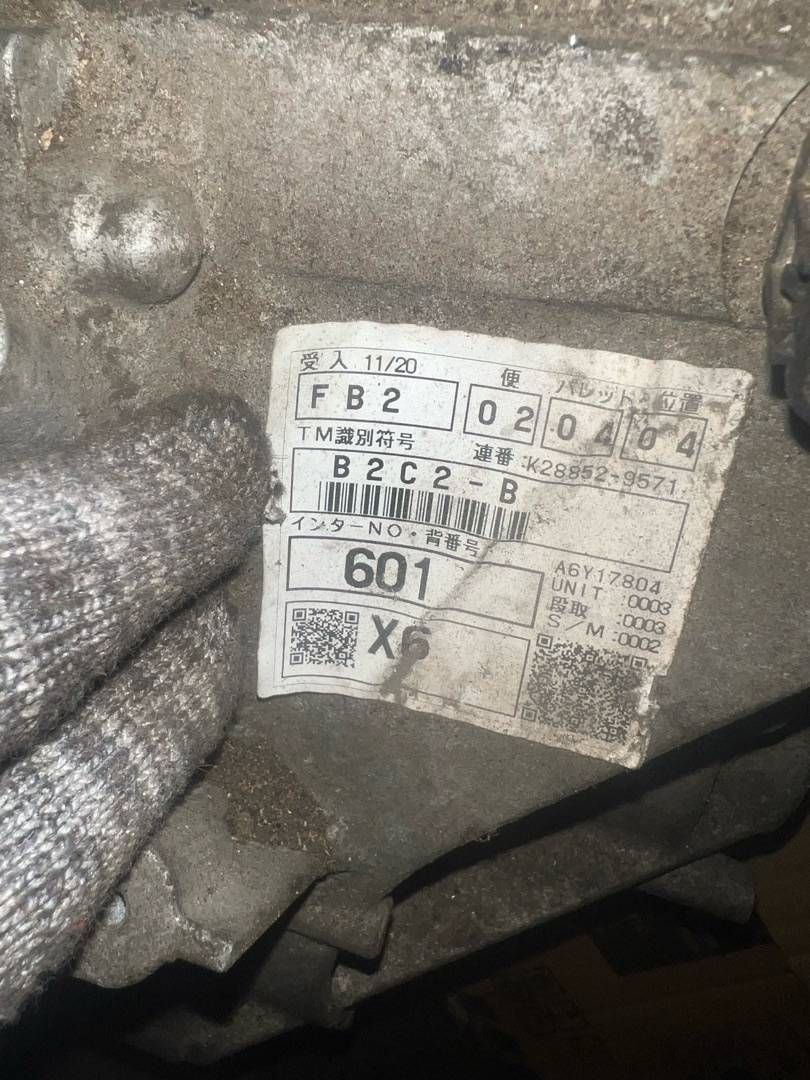 受入 11/20 便 パレット・位置
FB2 02 04 04
TM識別符号 連番:K28852-9571
B2C2-B
インターNO・背番号
601
A6Y17804
UNIT :0003
段取 :0003
S/M:0002
X6